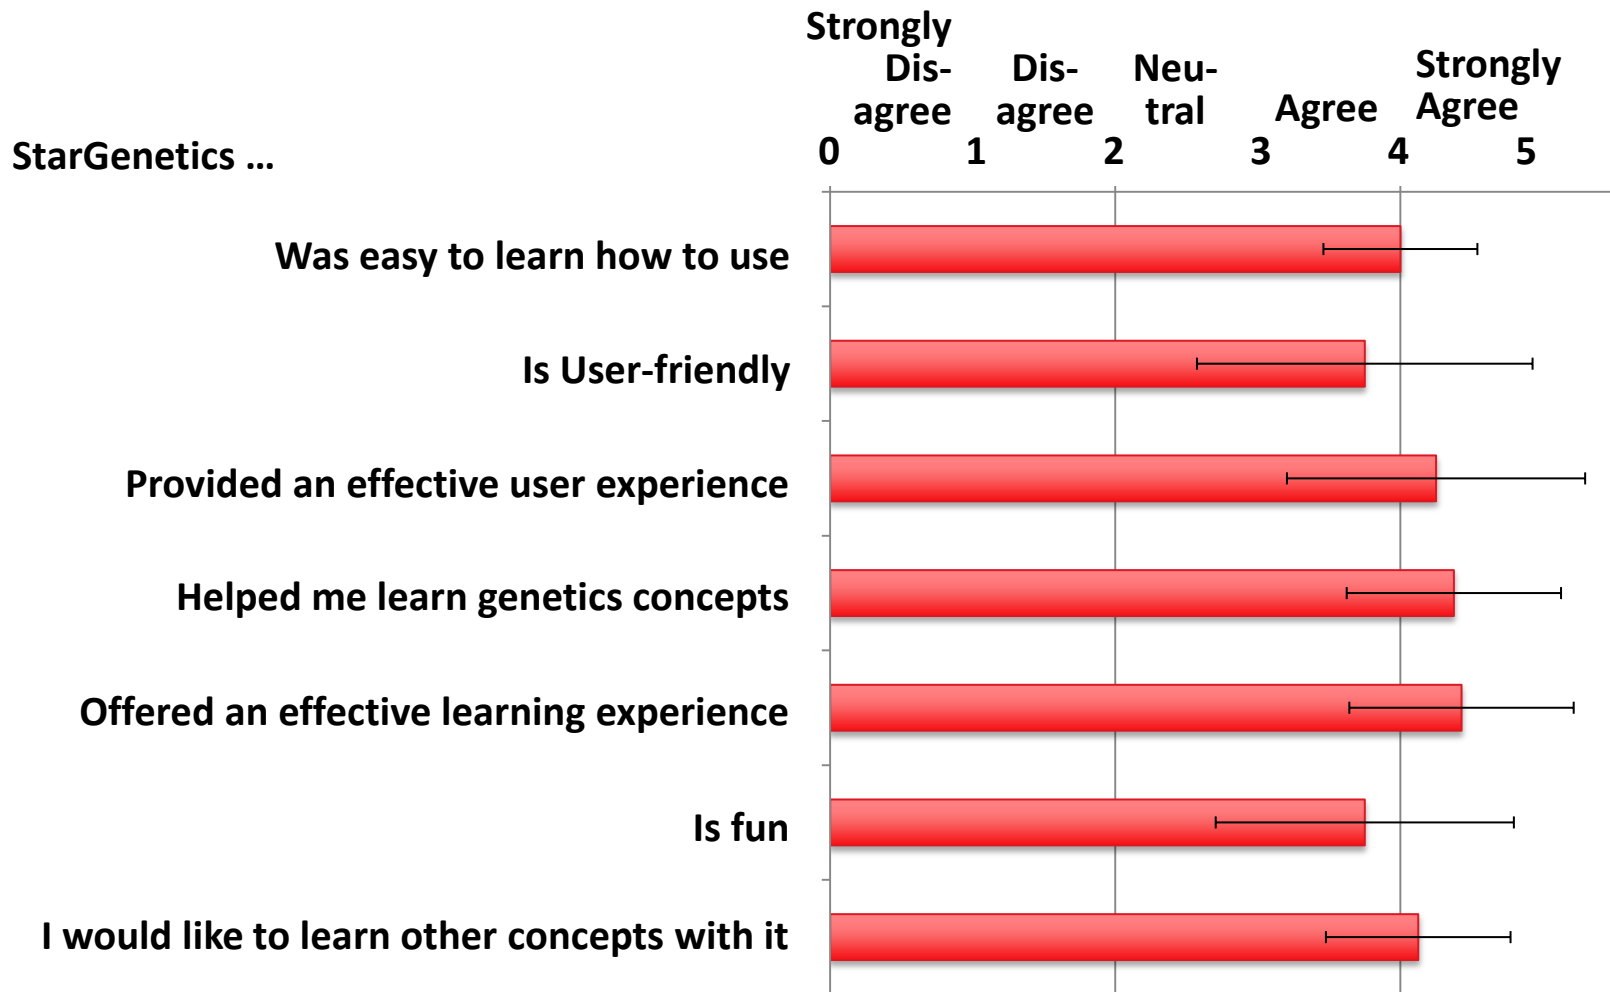 Strongly
Dis-
agree
Dis-
agree
Neu-
tral
Agree
Strongly
Agree
StarGenetics ...
0 1 2 3 4 5
Was easy to learn how to use
Is User-friendly
Provided an effective user experience
Helped me learn genetics concepts
Offered an effective learning experience
Is fun
I would like to learn other concepts with it